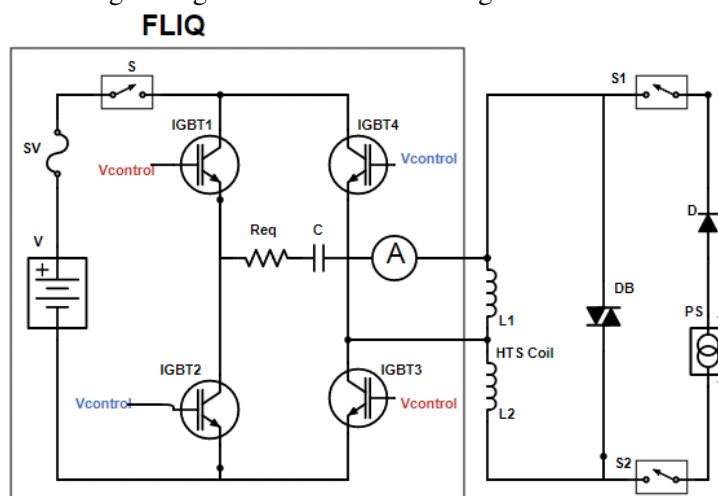 FLIQ
S
S1
IGBT1
IGBT4
SV
Vcontrol
Vcontrol
Req
C
D
V
A
+
DB
PS
L1
HTS Coil
IGBT2
IGBT3
Vcontrol
Vcontrol
L2
S2